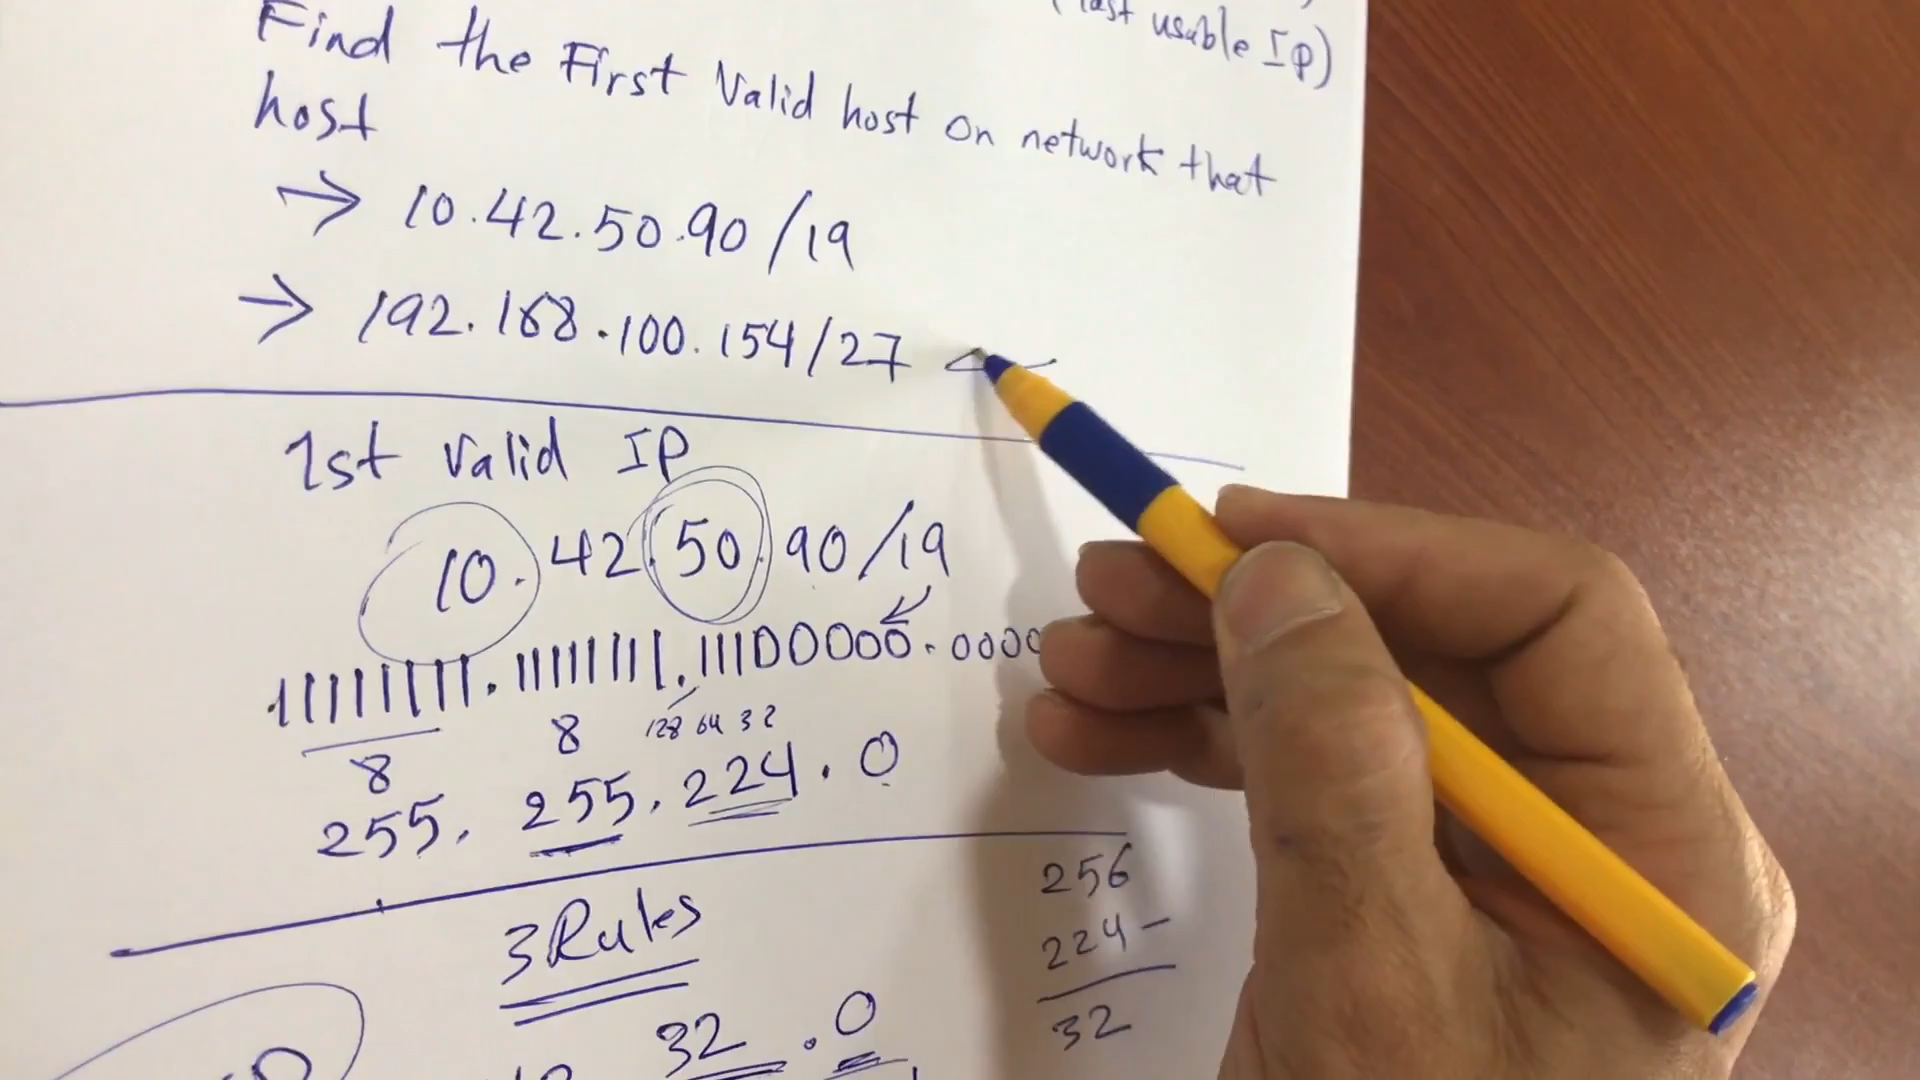 (last usable IP)
Find the First Valid host on network that
host
→ 10.42.50.90/19
→ 192.168.100.154/27
1st Valid IP
10.42.50.90/19
11111111.11111111.11100000.0000
8 8 128 64 32
255.255.224.0
3 Rules
256
224 -
32
32.0